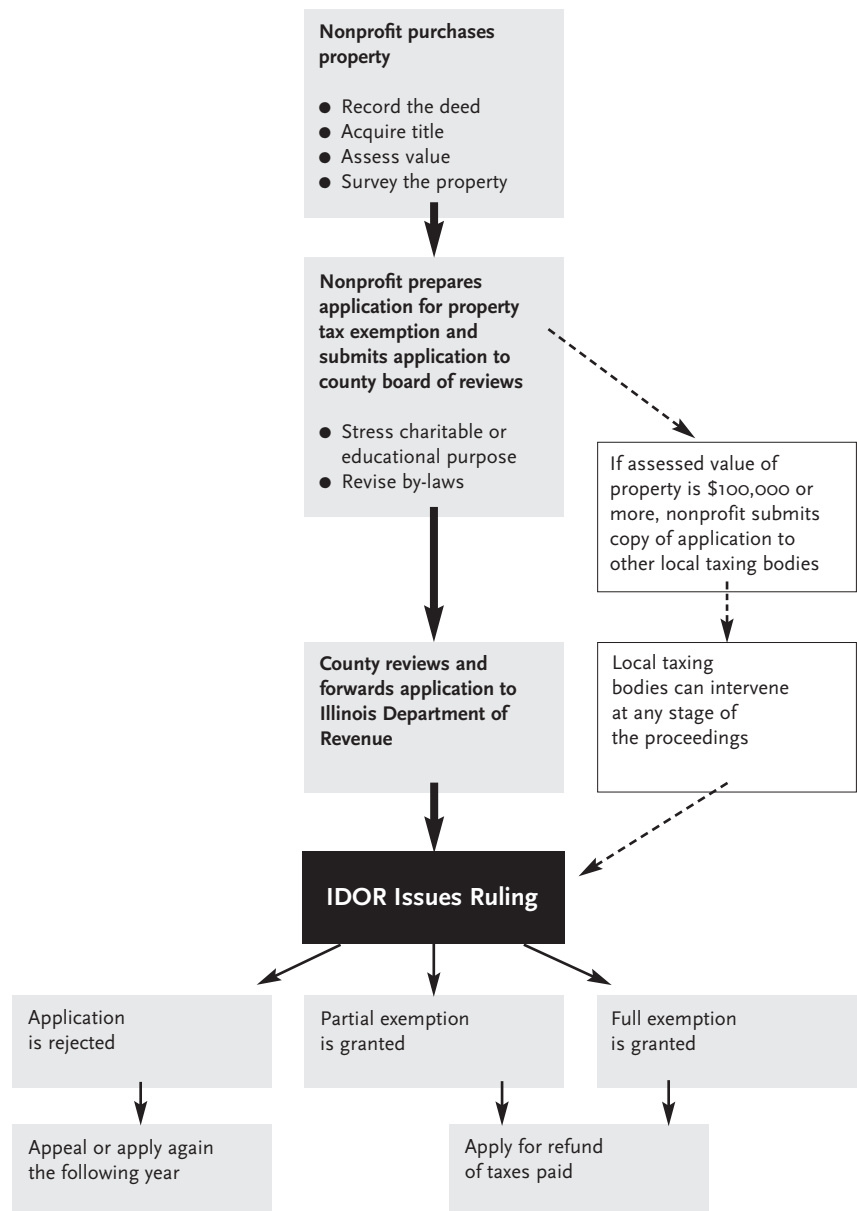 Nonprofit purchases
property
● Record the deed
● Acquire title
● Assess value
● Survey the property
Nonprofit prepares
application for property
tax exemption and
submits application to
county board of reviews
● Stress charitable or
educational purpose
● Revise by-laws
If assessed value of
property is $100,000 or
more, nonprofit submits
copy of application to
other local taxing bodies
County reviews and
forwards application to
Illinois Department of
Revenue
Local taxing
bodies can intervene
at any stage of
the proceedings
IDOR Issues Ruling
Application
is rejected
Partial exemption
is granted
Full exemption
is granted
Appeal or apply again
the following year
Apply for refund
of taxes paid